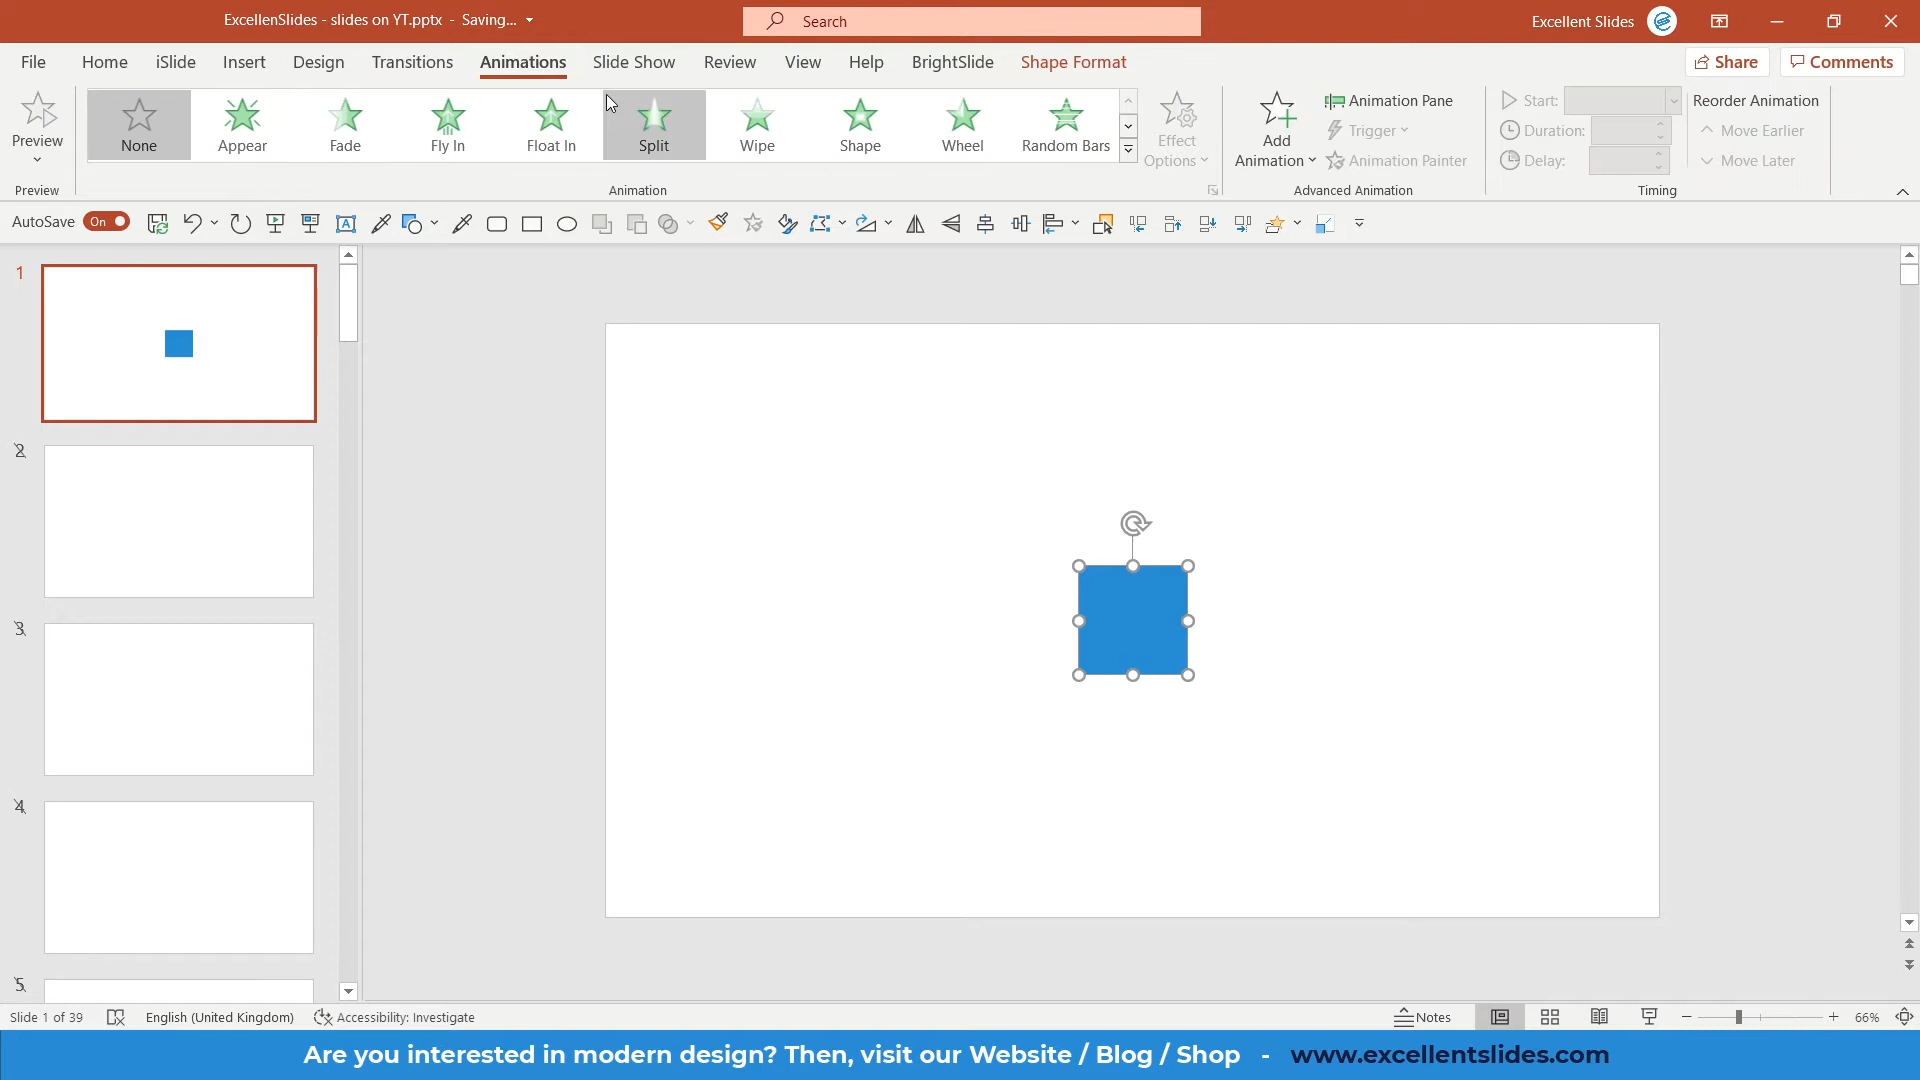 ExcellenSlides - slides on YT.pptx - Saving...
Search
Excellent Slides
File Home iSlide Insert Design Transitions Animations Slide Show Review View Help BrightSlide Shape Format
Share Comments
Preview
None Appear Fade Fly In Float In Split Wipe Shape Wheel Random Bars
Effect Options
Add Animation
Animation Pane
Trigger
Animation Painter
Start:
Duration:
Delay:
Reorder Animation
Move Earlier
Move Later
Preview Animation Advanced Animation Timing
AutoSave On
1
2
3
4
5
Slide 1 of 39 English (United Kingdom) Accessibility: Investigate Notes 66%
Are you interested in modern design? Then, visit our Website / Blog / Shop - www.excellentslides.com